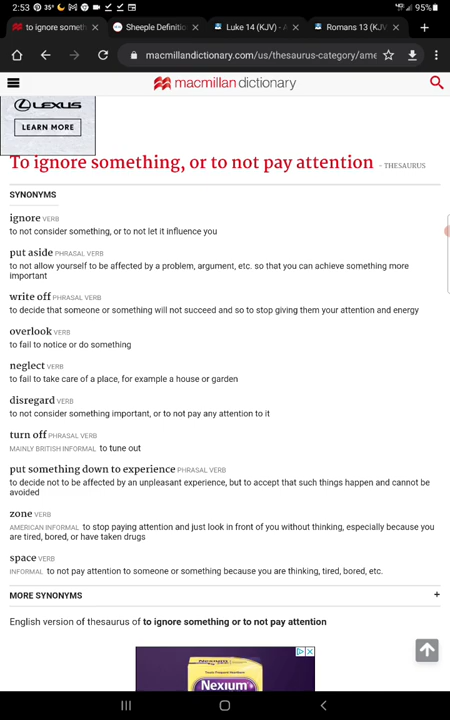 2:53 35° 95%
to ignore someth × Sheeple Definitic × Luke 14 (KJV) - A × Romans 13 (KJV × +
macmillandictionary.com/us/thesaurus-category/ame
macmillan dictionary
LEXUS
LEARN MORE
To ignore something, or to not pay attention - THESAURUS
SYNONYMS
ignore VERB
to not consider something, or to not let it influence you
put aside PHRASAL VERB
to not allow yourself to be affected by a problem, argument, etc. so that you can achieve something more
important
write off PHRASAL VERB
to decide that someone or something will not succeed and so to stop giving them your attention and energy
overlook VERB
to fail to notice or do something
neglect VERB
to fail to take care of a place, for example a house or garden
disregard VERB
to not consider something important, or to not pay any attention to it
turn off PHRASAL VERB
MAINLY BRITISH INFORMAL to tune out
put something down to experience PHRASAL VERB
to decide not to be affected by an unpleasant experience, but to accept that such things happen and cannot be
avoided
zone VERB
AMERICAN INFORMAL to stop paying attention and just look in front of you without thinking, especially because you
are tired, bored, or have taken drugs
space VERB
INFORMAL to not pay attention to someone or something because you are thinking, tired, bored, etc.
MORE SYNONYMS +
English version of thesaurus of to ignore something or to not pay attention
Nexium